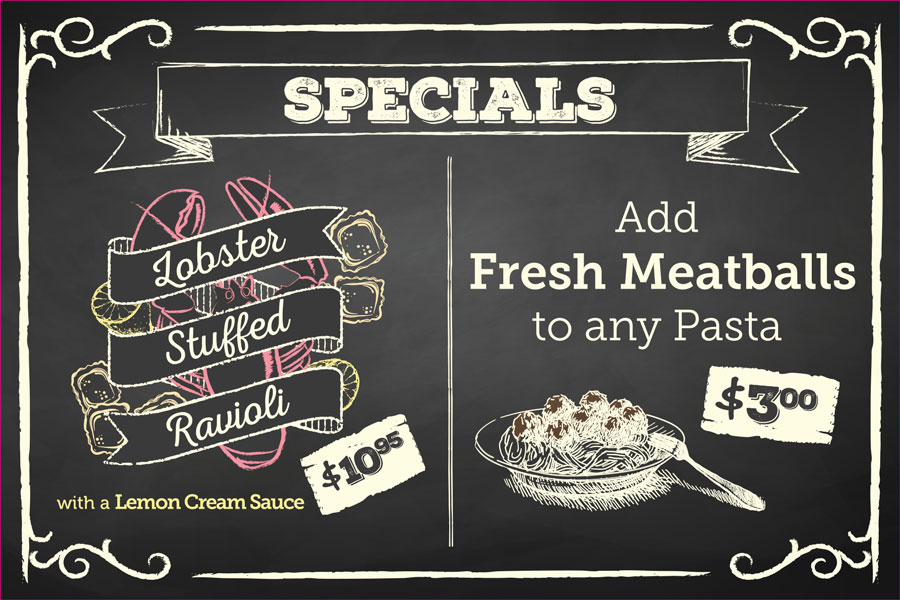 SPECIALS
Lobster
Stuffed
Ravioli
$10.95
with a Lemon Cream Sauce
Add
Fresh Meatballs
to any Pasta
$3.00